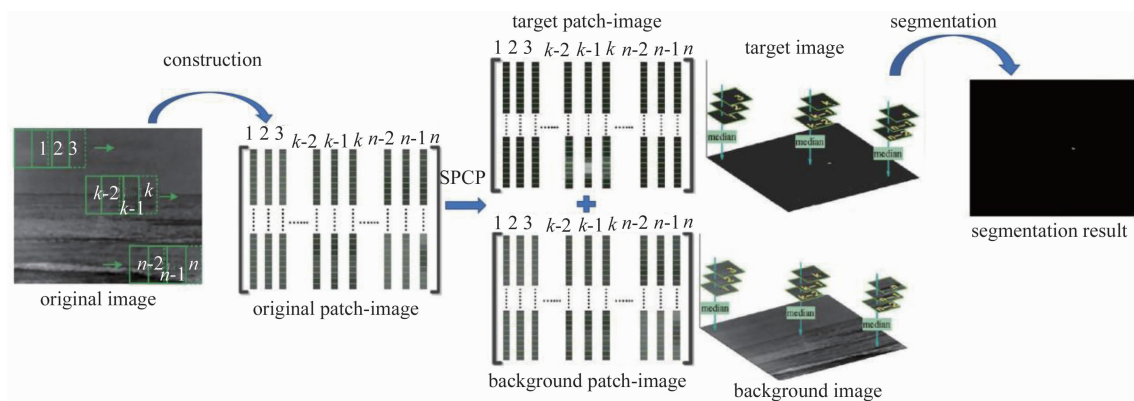 construction
1 2 3
k-2 k-1 k
n-2 n-1 n
original image
1 2 3 k-2 k-1 k n-2 n-1 n
original patch-image
SPCP
target patch-image
1 2 3 k-2 k-1 k n-2 n-1 n
+
1 2 3 k-2 k-1 k n-2 n-1 n
background patch-image
target image
median
median
median
median
median
median
background image
segmentation
segmentation result